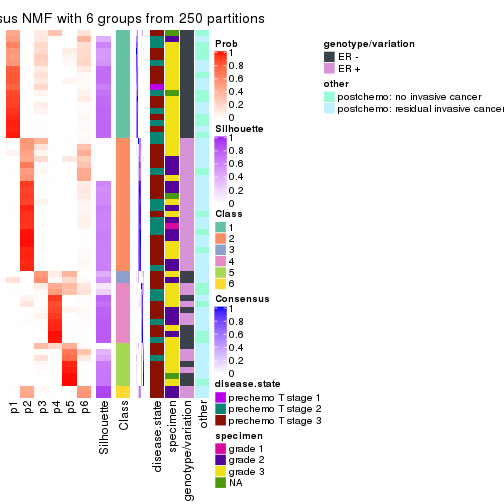 sus NMF with 6 groups from 250 partitions
Prob
1
0.8
0.6
0.4
0.2
0
Silhouette
1
0.8
0.6
0.4
0.2
0
Class
1
2
3
4
5
6
Consensus
1
0.8
0.6
0.4
0.2
0
disease.state
prechemo T stage 1
prechemo T stage 2
prechemo T stage 3
specimen
grade 1
grade 2
grade 3
NA
genotype/variation
ER -
ER +
other
postchemo: no invasive cancer
postchemo: residual invasive cancer
p1
p2
p3
p4
p5
p6
Silhouette
Class
disease.state
specimen
genotype/variation
other